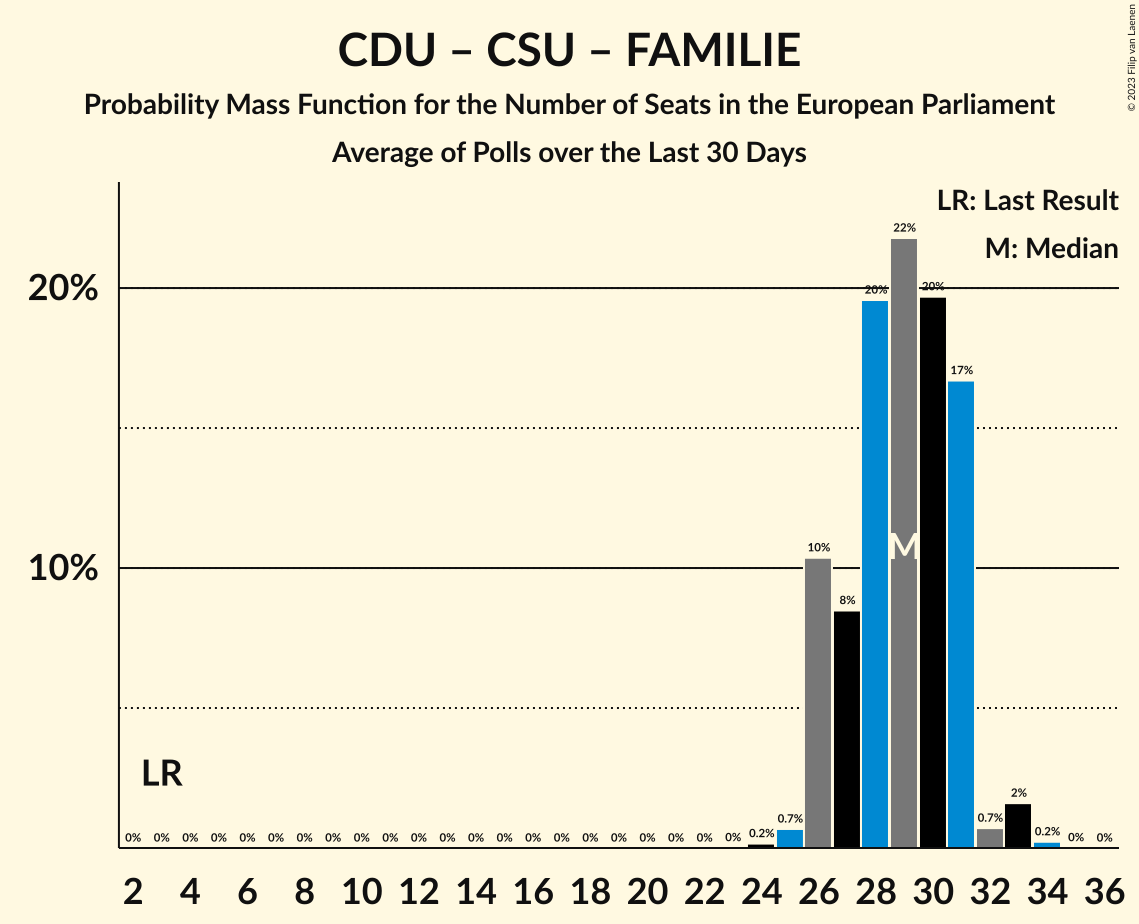 CDU – CSU – FAMILIE
Probability Mass Function for the Number of Seats in the European Parliament
Average of Polls over the Last 30 Days
© 2023 Filip van Laenen
LR: Last Result
M: Median
20%
10%
22%
20%
20%
17%
10%
8%
M
LR
0% 0% 0% 0% 0% 0% 0% 0% 0% 0% 0% 0% 0% 0% 0% 0% 0% 0% 0% 0% 0% 0% 0.2% 0.7% 0.7% 2% 0.2% 0% 0%
2 4 6 8 10 12 14 16 18 20 22 24 26 28 30 32 34 36